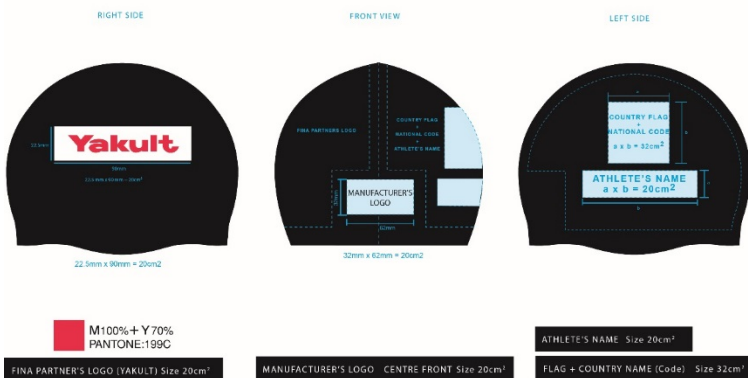 RIGHT SIDE
FRONT VIEW
LEFT SIDE
Yakult
90mm
22.5mm x 90mm = 20cm2
FINA PARTNERS LOGO
COUNTRY FLAG
+
NATIONAL CODE
+
ATHLETE'S NAME
MANUFACTURER'S
LOGO
62mm
32mm x 62mm = 20cm2
a
COUNTRY FLAG
+
NATIONAL CODE
a x b = 32cm²
b
ATHLETE'S NAME
a x b = 20cm²
b
M100%+Y70%
PANTONE:199C
FINA PARTNER'S LOGO (YAKULT) Size 20cm²
MANUFACTURER'S LOGO CENTRE FRONT Size 20cm²
ATHLETE'S NAME Size 20cm²
FLAG + COUNTRY NAME (Code) Size 32cm²